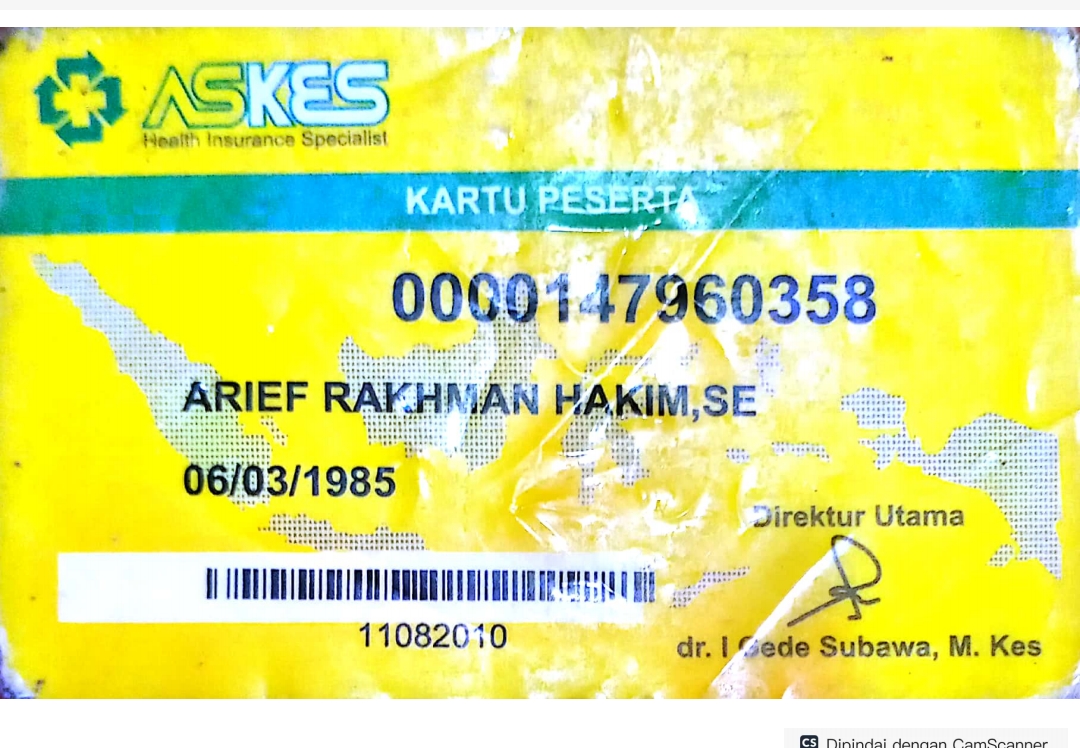 ASKES
Health Insurance Specialist
KARTU PESERTA
0000147960358
ARIEF RAKHMAN HAKIM,SE
06/03/1985
Direktur Utama
11082010
dr. I Gede Subawa, M. Kes
CS Dipindai dengan CamScanner